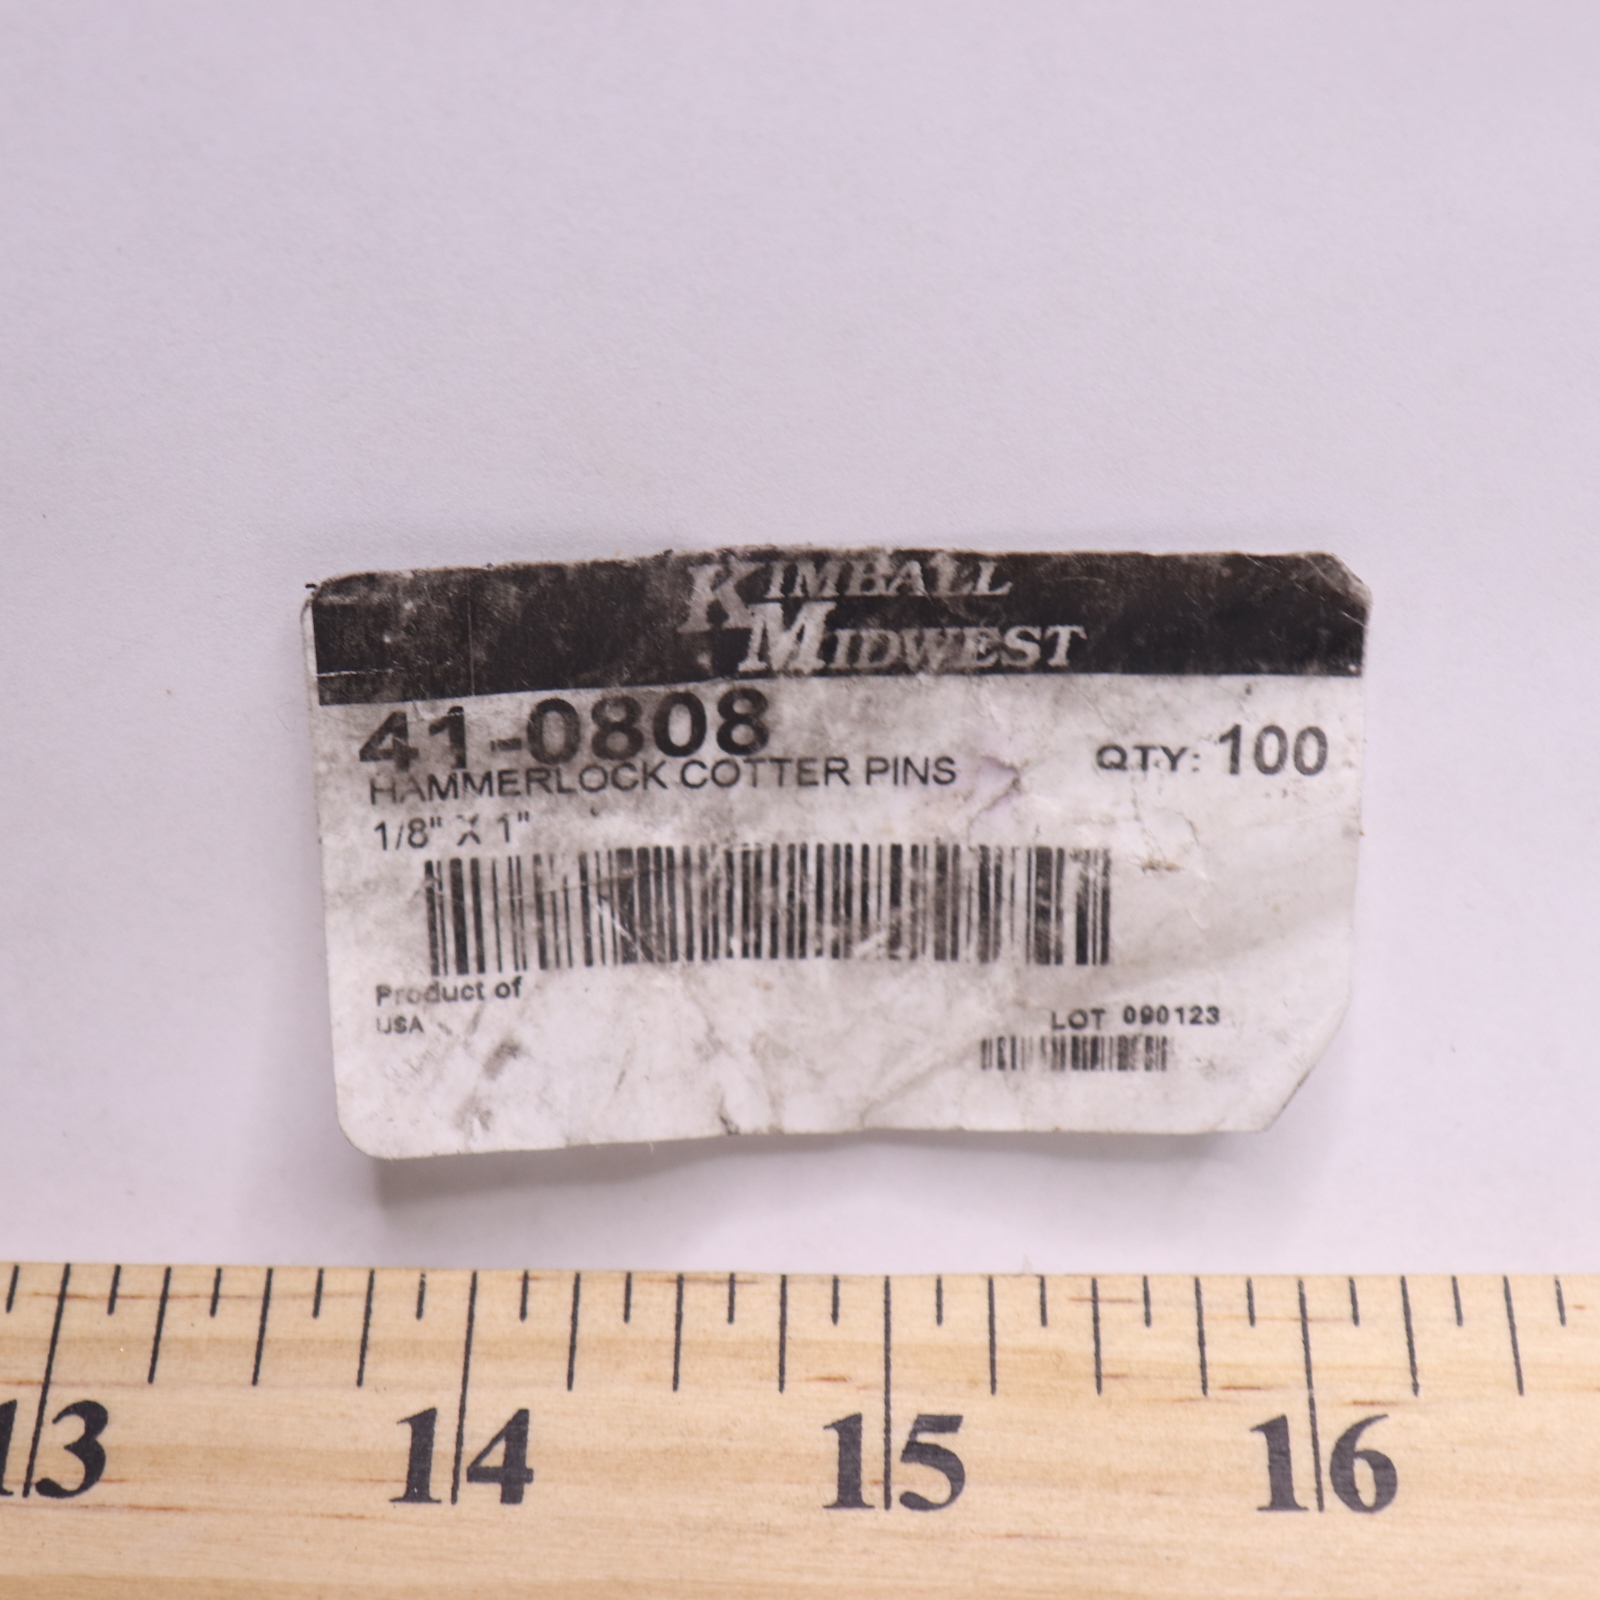 KIMBALL
MIDWEST
41-0808
HAMMERLOCK COTTER PINS
QTY: 100
1/8" X 1"
Product of
USA
LOT 090123
13 14 15 16